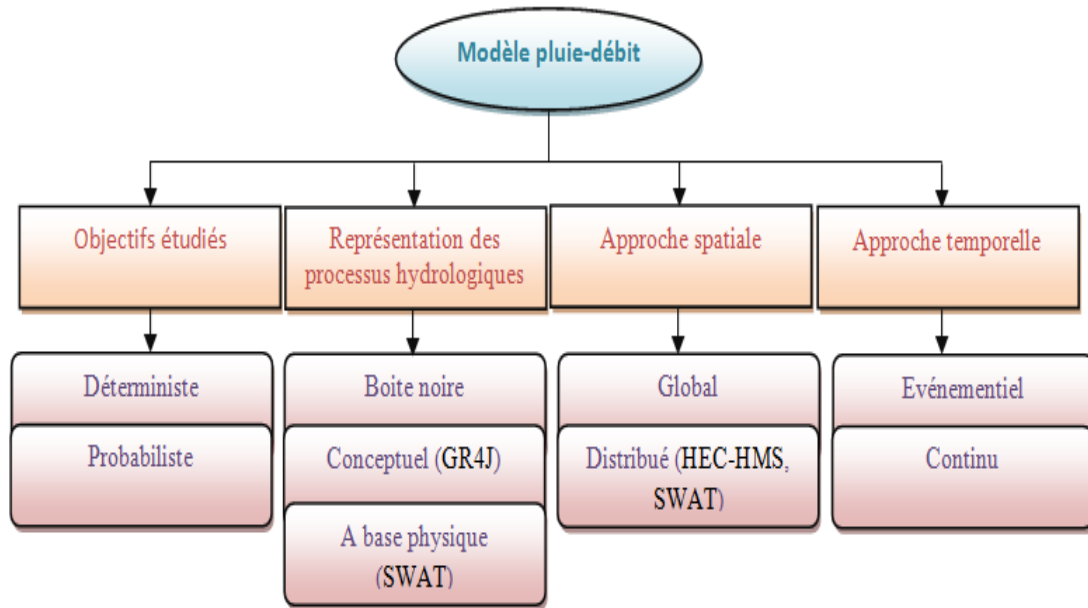 Modèle pluie-débit
Objectifs étudiés
Représentation des
processus hydrologiques
Approche spatiale
Approche temporelle
Déterministe
Probabiliste
Boite noire
Conceptuel (GR4J)
A base physique
(SWAT)
Global
Distribué (HEC-HMS,
SWAT)
Evénementiel
Continu